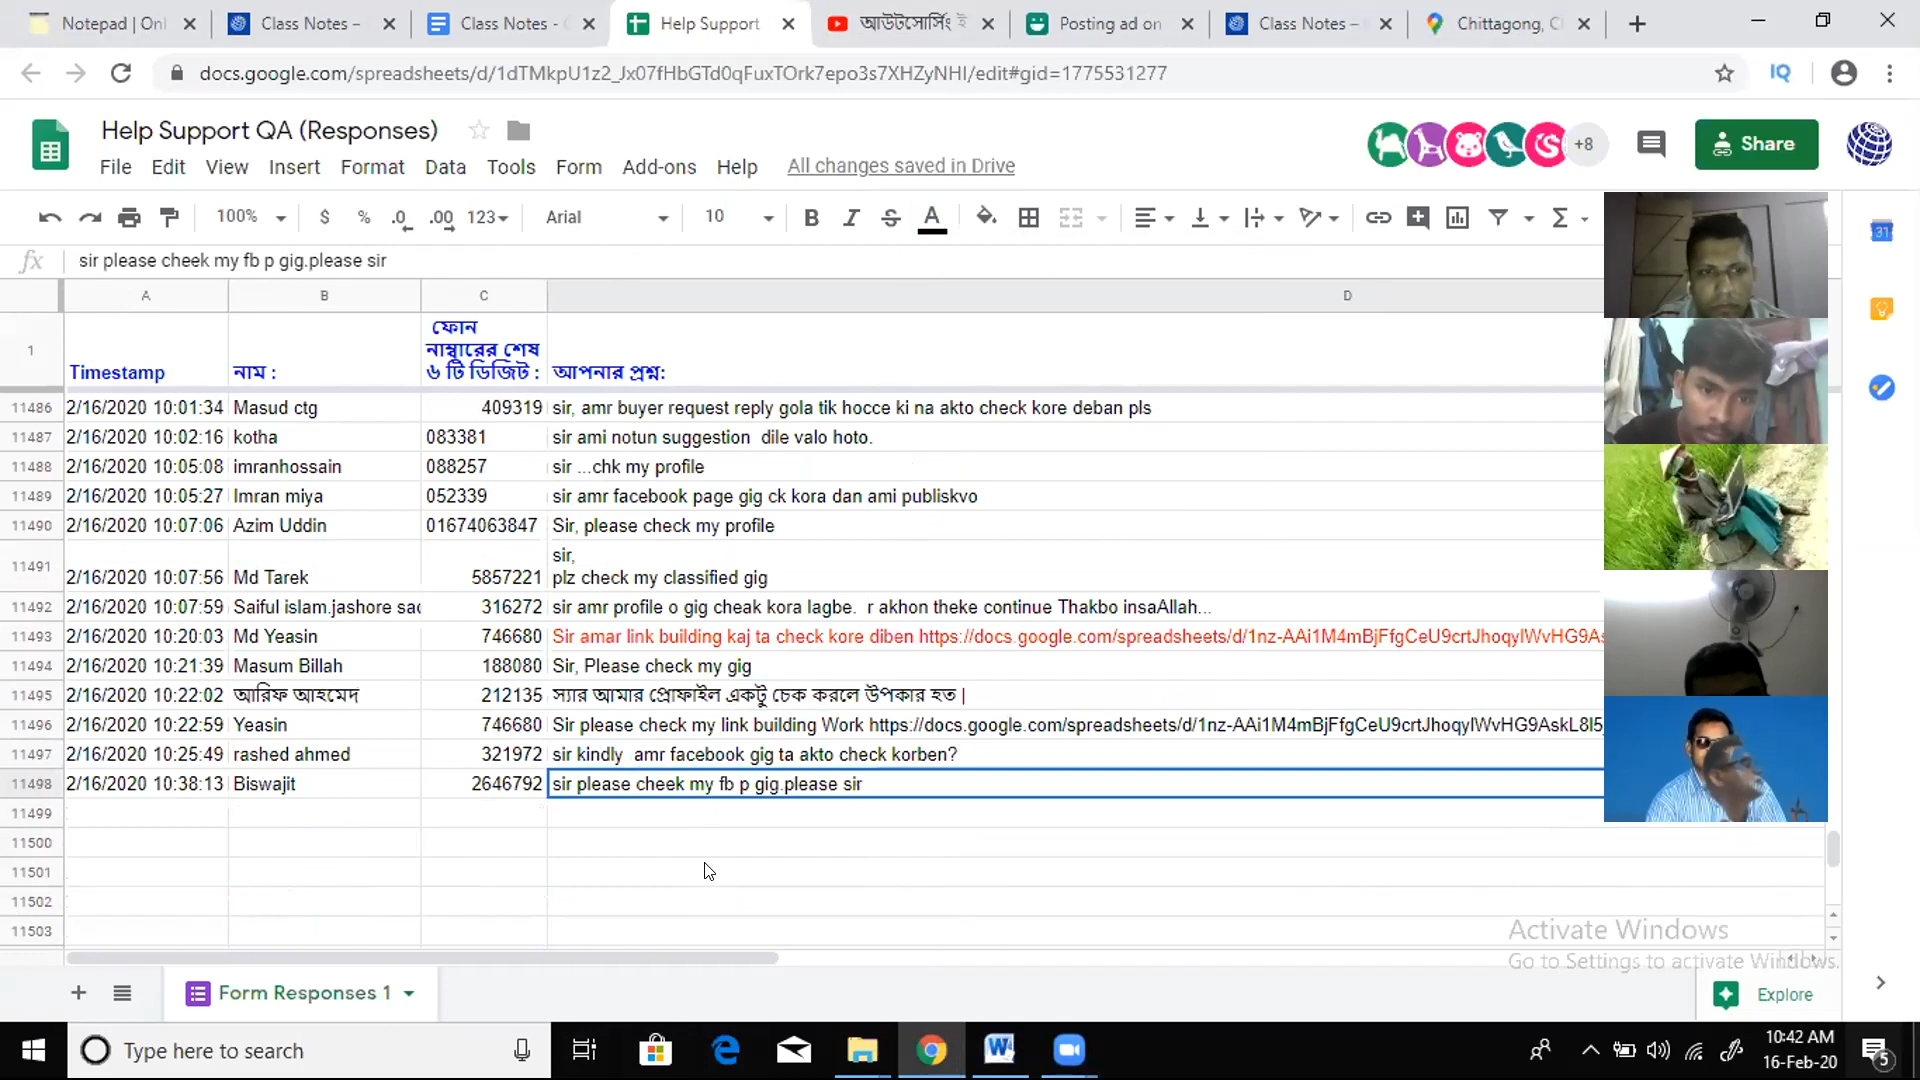 Notepad | Onl
Class Notes –
Class Notes -
Help Support
আউটসোর্সিং ই
Posting ad on
Class Notes –
Chittagong, C
docs.google.com/spreadsheets/d/1dTMkpU1z2_Jx07fHbGTd0qFuxTOrk7epo3s7XHZyNHI/edit#gid=1775531277
IQ
Help Support QA (Responses)
+8
Share
File Edit View Insert Format Data Tools Form Add-ons Help All changes saved in Drive
100% $ % .0 .00 123 Arial 10 B I S A Σ
31
fx sir please cheek my fb p gig.please sir
A B C D
1 Timestamp নাম : ফোন নাম্বারের শেষ ৬ টি ডিজিট : আপনার প্রশ্ন:
11486 2/16/2020 10:01:34 Masud ctg 409319 sir, amr buyer request reply gola tik hocce ki na akto check kore deban pls
11487 2/16/2020 10:02:16 kotha 083381 sir ami notun suggestion dile valo hoto.
11488 2/16/2020 10:05:08 imranhossain 088257 sir ...chk my profile
11489 2/16/2020 10:05:27 Imran miya 052339 sir amr facebook page gig ck kora dan ami publiskvo
11490 2/16/2020 10:07:06 Azim Uddin 01674063847 Sir, please check my profile
sir,
11491 2/16/2020 10:07:56 Md Tarek 5857221 plz check my classified gig
11492 2/16/2020 10:07:59 Saiful islam.jashore sac 316272 sir amr profile o gig cheak kora lagbe. r akhon theke continue Thakbo insaAllah...
11493 2/16/2020 10:20:03 Md Yeasin 746680 Sir amar link building kaj ta check kore diben https://docs.google.com/spreadsheets/d/1nz-AAi1M4mBjFfgCeU9crtJhoqyIWvHG9As
11494 2/16/2020 10:21:39 Masum Billah 188080 Sir, Please check my gig
11495 2/16/2020 10:22:02 আরিফ আহমেদ 212135 স্যার আমার প্রোফাইল একটু চেক করলে উপকার হত |
11496 2/16/2020 10:22:59 Yeasin 746680 Sir please check my link building Work https://docs.google.com/spreadsheets/d/1nz-AAi1M4mBjFfgCeU9crtJhoqyIWvHG9AskL8I5
11497 2/16/2020 10:25:49 rashed ahmed 321972 sir kindly amr facebook gig ta akto check korben?
11498 2/16/2020 10:38:13 Biswajit 2646792 sir please cheek my fb p gig.please sir
11499
11500
11501
11502
11503
Activate Windows
Go to Settings to activate Windows.
Form Responses 1
Explore
Type here to search
10:42 AM
16-Feb-20
5